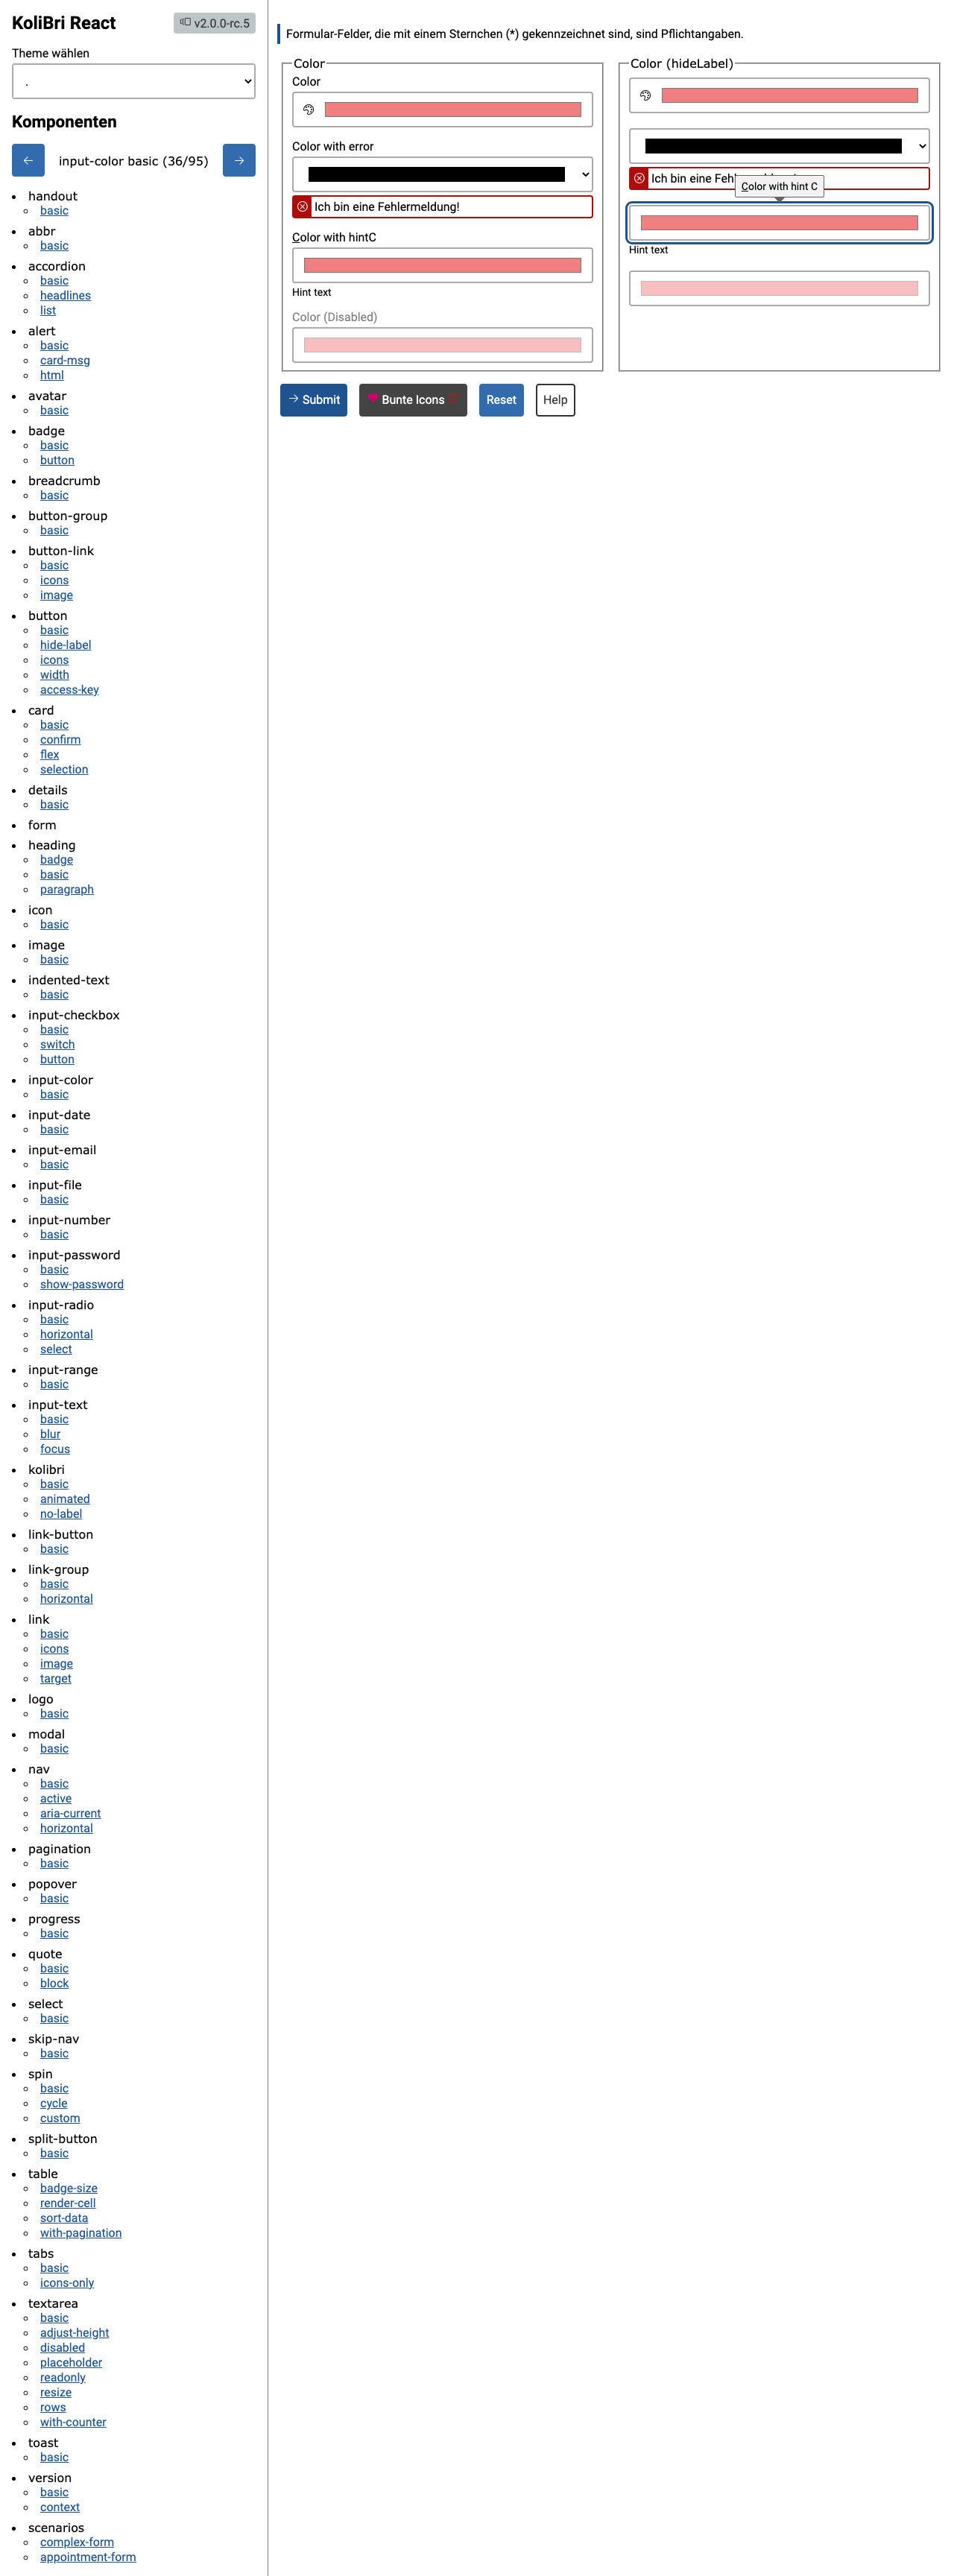 KoliBri React
v2.0.0-rc.5
Theme wählen
.
Komponenten
input-color basic (36/95)
handout
basic
abbr
basic
accordion
basic
headlines
list
alert
basic
card-msg
html
avatar
basic
badge
basic
button
breadcrumb
basic
button-group
basic
button-link
basic
icons
image
button
basic
hide-label
icons
width
access-key
card
basic
confirm
flex
selection
details
basic
form
heading
badge
basic
paragraph
icon
basic
image
basic
indented-text
basic
input-checkbox
basic
switch
button
input-color
basic
input-date
basic
input-email
basic
input-file
basic
input-number
basic
input-password
basic
show-password
input-radio
basic
horizontal
select
input-range
basic
input-text
basic
blur
focus
kolibri
basic
animated
no-label
link-button
basic
link-group
basic
horizontal
link
basic
icons
image
target
logo
basic
modal
basic
nav
basic
active
aria-current
horizontal
pagination
basic
popover
basic
progress
basic
quote
basic
block
select
basic
skip-nav
basic
spin
basic
cycle
custom
split-button
basic
table
badge-size
render-cell
sort-data
with-pagination
tabs
basic
icons-only
textarea
basic
adjust-height
disabled
placeholder
readonly
resize
rows
with-counter
toast
basic
version
basic
context
scenarios
complex-form
appointment-form
Formular-Felder, die mit einem Sternchen (*) gekennzeichnet sind, sind Pflichtangaben.
Color
Color
Color with error
Ich bin eine Fehlermeldung!
Color with hintC
Hint text
Color (Disabled)
Color (hideLabel)
Ich bin eine
Color with hint C
Hint text
Submit
Bunte Icons
Reset
Help